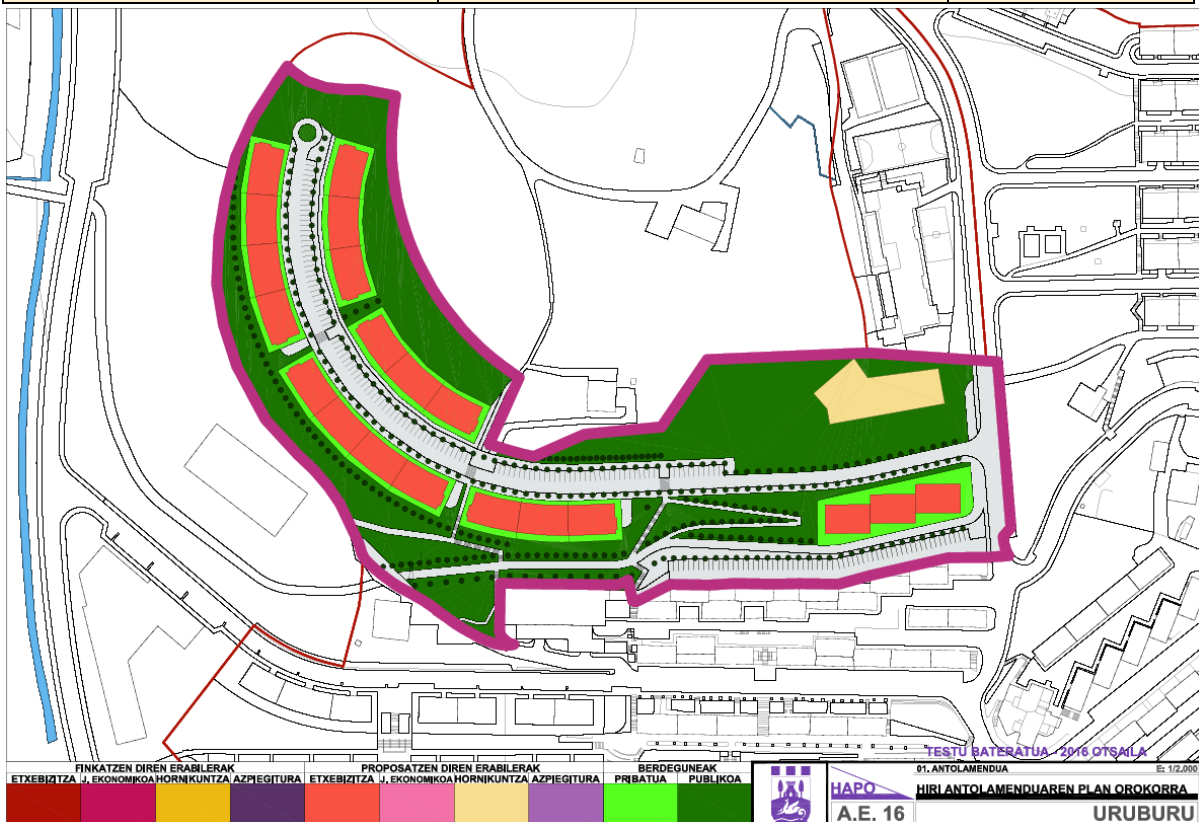 TESTU BATERATUA - 2016 OTSAILA
FINKATZEN DIREN ERABILERAK
PROPOSATZEN DIREN ERABILERAK
BERDEGUNEAK
ETXEBIZITZA J. EKONOMIKOA HORNIKUNTZA AZPIEGITURA ETXEBIZITZA J. EKONOMIKOA HORNIKUNTZA AZPIEGITURA PRIBATUA PUBLIKOA
01. ANTOLAMENDUA E: 1/2.000
HAPO HIRI ANTOLAMENDUAREN PLAN OROKORRA
A.E. 16 URUBURU